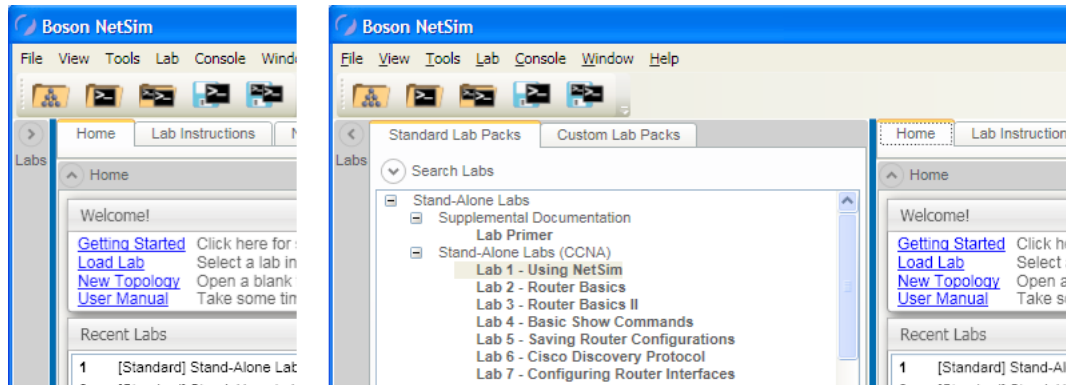 Boson NetSim
File View Tools Lab Console
Home Lab Instructions
Labs
Home
Welcome!
Getting Started Click here for
Load Lab Select a lab in
New Topology Open a blank
User Manual Take some
Recent Labs
1 [Standard] Stand-Alone
Boson NetSim
File View Tools Lab Console Window Help
Standard Lab Packs Custom Lab Packs
Labs
Search Labs
Stand-Alone Labs
Supplemental Documentation
Lab Primer
Stand-Alone Labs (CCNA)
Lab 1 - Using NetSim
Lab 2 - Router Basics
Lab 3 - Router Basics II
Lab 4 - Basic Show Commands
Lab 5 - Saving Router Configurations
Lab 6 - Cisco Discovery Protocol
Lab 7 - Configuring Router Interfaces
Home Lab Instruction
Home
Welcome!
Getting Started Click
Load Lab Select
New Topology Open a
User Manual Take
Recent Labs
1 [Standard]